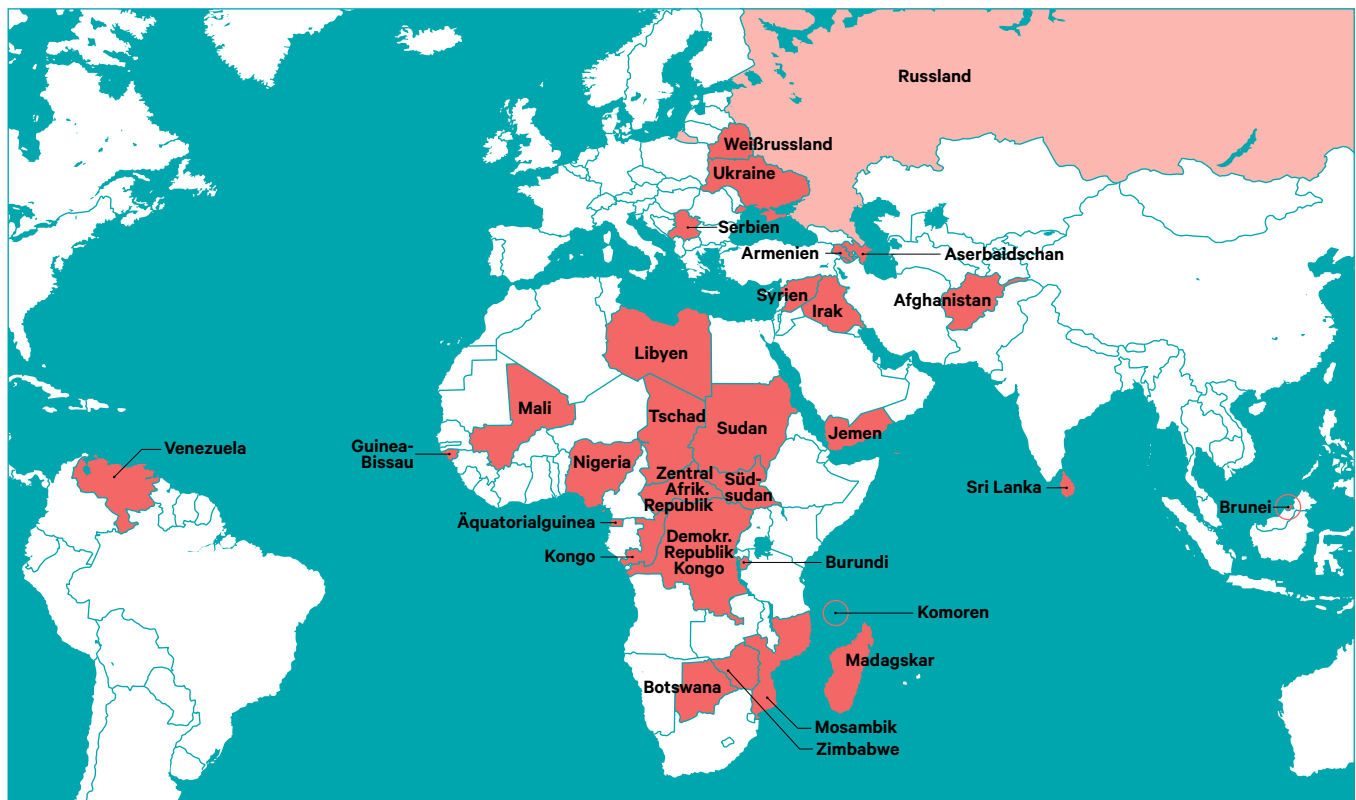 Russland
Weißrussland
Ukraine
Serbien
Armenien
Aserbaidschan
Syrien
Irak
Afghanistan
Libyen
Mali
Tschad
Sudan
Jemen
Venezuela
Guinea-
Bissau
Nigeria
Zentral
Afrik.
Republik
Süd-
sudan
Sri Lanka
Brunei
Äquatorialguinea
Kongo
Demokr.
Republik
Kongo
Burundi
Komoren
Madagskar
Botswana
Mosambik
Zimbabwe